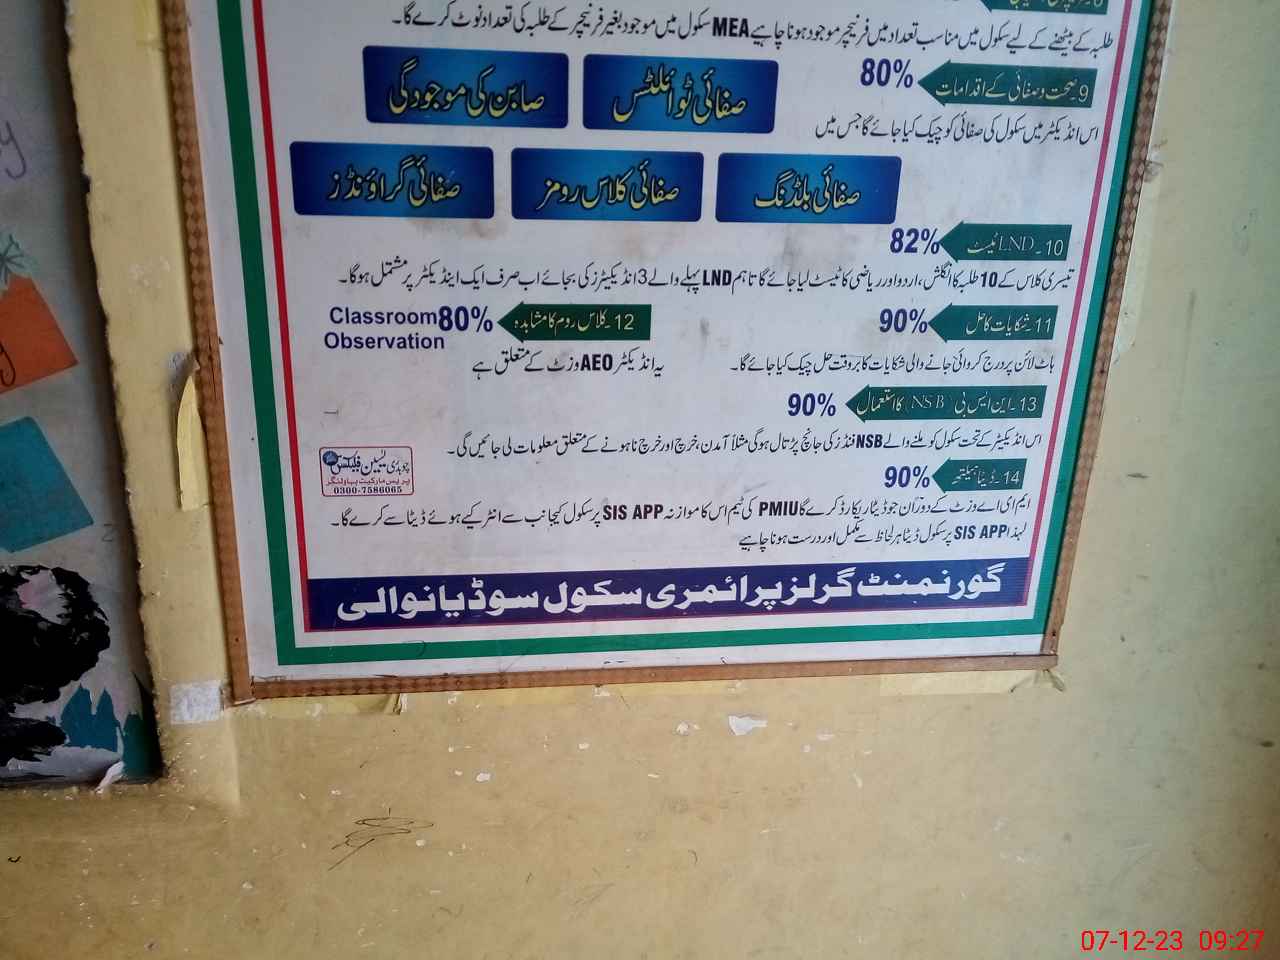 طلبہ کے بیٹھنے کے لیے سکول میں مناسب تعداد میں فرنیچر موجود ہونا چاہیے MEA سکول میں موجود بغیر فرنیچر کے طلبہ کی تعداد نوٹ کرے گا۔
9۔ صحت و صفائی کے اقدامات 80%
اس انڈیکٹر میں سکول کی صفائی کو چیک کیا جائے گا جس میں
صفائی ٹوائلٹس
صابن کی موجودگی
صفائی بلڈنگ
صفائی کلاس رومز
صفائی گراؤنڈز
10۔ LND ٹیسٹ 82%
تیسری کلاس کے 10 طلبہ کا انگلش، اردو اور ریاضی کا ٹیسٹ لیا جائے گا تاہم LND پہلے والے 3 انڈیکیٹرز کی بجائے اب صرف ایک اینڈیکٹر پر مشتمل ہوگا۔
11۔ شکایات کا حل 90%
ہاٹ لائن پر درج کروائی جانے والی شکایات کا بروقت حل چیک کیا جائے گا۔
12۔ کلاس روم کا مشاہدہ 80% Classroom
Observation
یہ انڈیکٹر AEO وزٹ کے متعلق ہے
13۔ این ایس بی (NSB) کا استعمال 90%
اس انڈیکیٹر کے تحت سکول کو ملنے والے NSB فنڈز کی جانچ پڑتال ہوگی مثلاً آمدن، خرچ اور خرچ نا ہونے کے متعلق معلومات لی جائیں گی۔
14۔ ڈیٹا ہیلتھ 90%
ایم ای اے وزٹ کے دوران جو ڈیٹا ریکارڈ کرے گا PMIU کی ٹیم اس کا موازنہ SIS APP پر سکول کیجانب سے انٹر کیے ہوئے ڈیٹا سے کرے گا۔
لہذا SIS APP پر سکول ڈیٹا ہر لحاظ سے مکمل اور درست ہونا چاہیے
چوہدری یسین فلیکس
پریس مارکیٹ بہاولنگر
0300-7586065
گورنمنٹ گرلز پرائمری سکول سوڈیانوالی
07-12-23 09:27